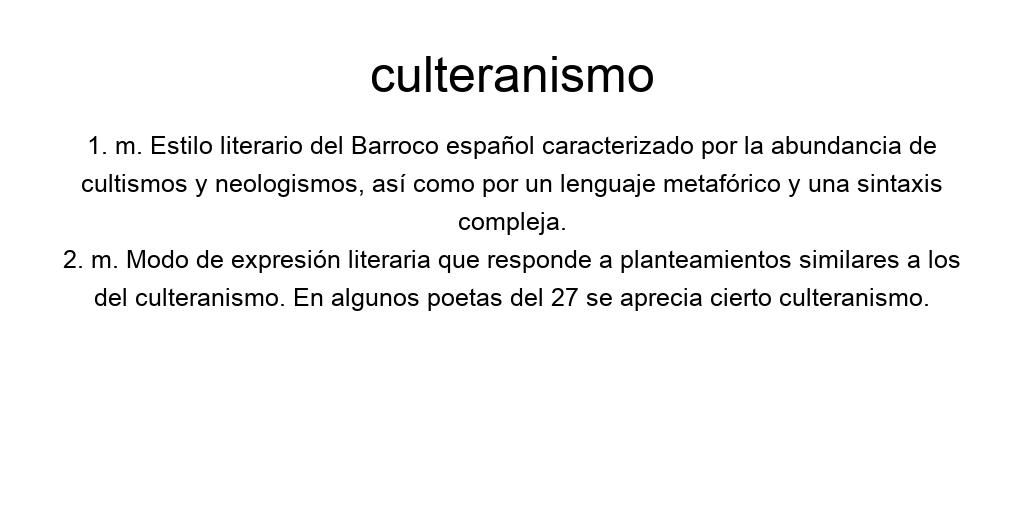 culteranismo
1. m. Estilo literario del Barroco español caracterizado por la abundancia de
cultismos y neologismos, así como por un lenguaje metafórico y una sintaxis
compleja.
2. m. Modo de expresión literaria que responde a planteamientos similares a los
del culteranismo. En algunos poetas del 27 se aprecia cierto culteranismo.